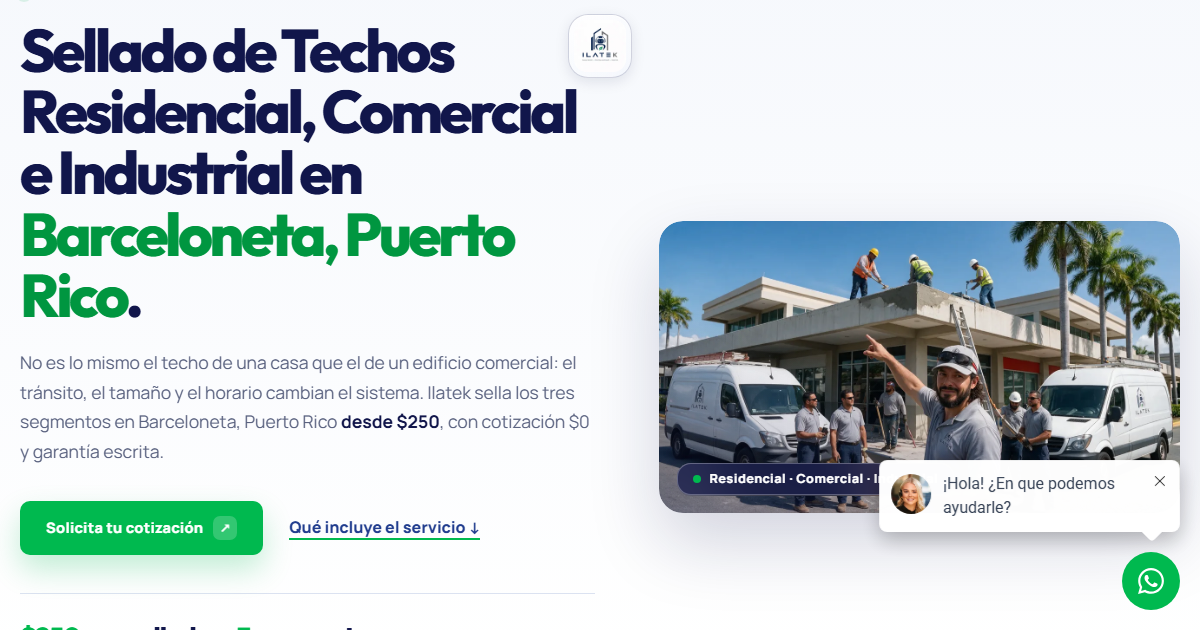 Sellado de Techos
Residencial, Comercial
e Industrial en
Barceloneta, Puerto
Rico.
ILATEK
No es lo mismo el techo de una casa que el de un edificio comercial: el
tránsito, el tamaño y el horario cambian el sistema. Ilatek sella los tres
segmentos en Barceloneta, Puerto Rico desde $250, con cotización $0
y garantía escrita.
Solicita tu cotización ↗
Qué incluye el servicio ↓
ILATEK
ILATEK
Residencial · Comercial ·
¡Hola! ¿En que podemos
ayudarle?